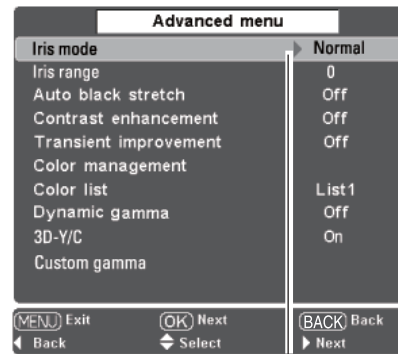 Advanced menu
Iris mode Normal
Iris range 0
Auto black stretch Off
Contrast enhancement Off
Transient improvement Off
Color management
Color list List1
Dynamic gamma Off
3D-Y/C On
Custom gamma
MENU Exit OK Next BACK Back
Back Select Next